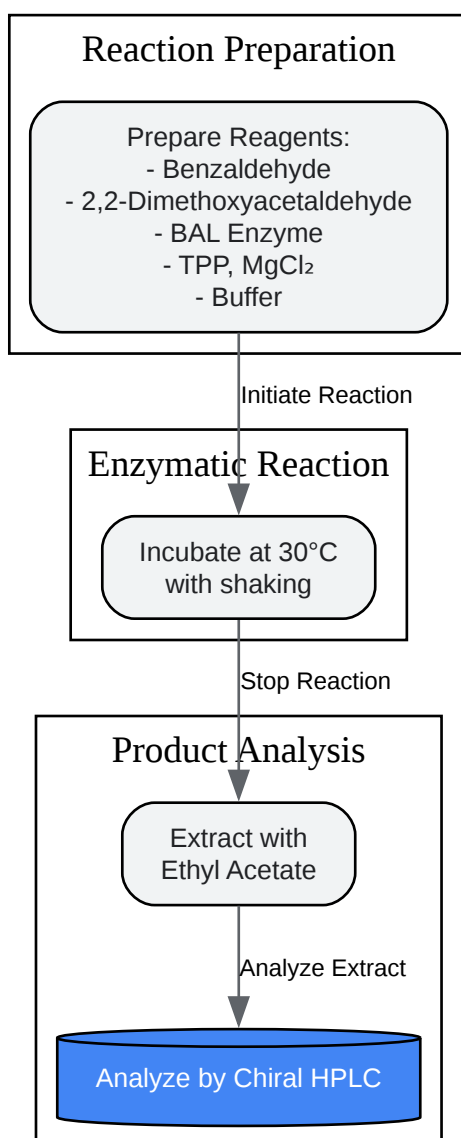 Reaction Preparation
Prepare Reagents:
- Benzaldehyde
- 2,2-Dimethoxyacetaldehyde
- BAL Enzyme
- TPP, MgCl₂
- Buffer
Initiate Reaction
Enzymatic Reaction
Incubate at 30°C
with shaking
Stop Reaction
Product Analysis
Extract with
Ethyl Acetate
Analyze Extract
Analyze by Chiral HPLC